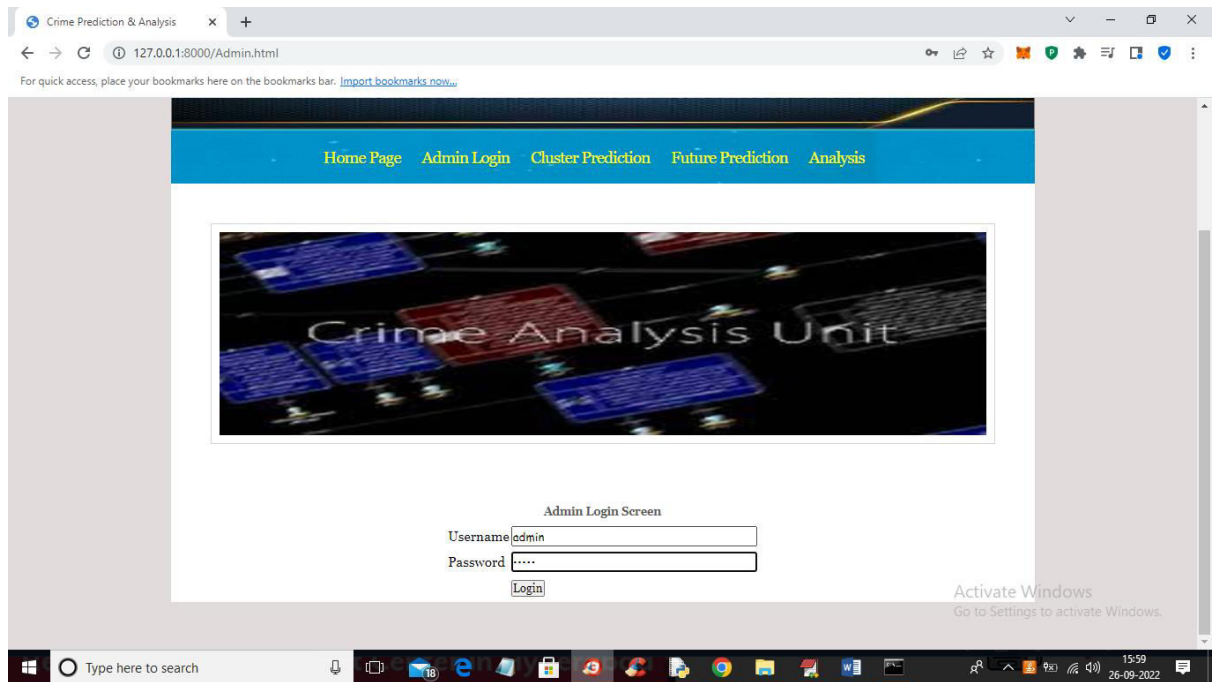 Crime Prediction & Analysis
127.0.0.1:8000/Admin.html
For quick access, place your bookmarks here on the bookmarks bar. Import bookmarks now...
Home Page Admin Login Cluster Prediction Future Prediction Analysis
Crime Analysis Unit
Admin Login Screen
Username admin
Password .....
Login
Activate Windows
Go to Settings to activate Windows.
Type here to search
18
15:59
26-09-2022